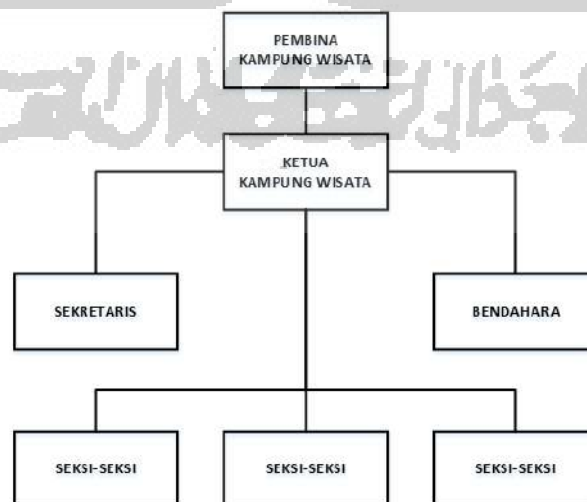 PEMBINA
KAMPUNG WISATA
KETUA
KAMPUNG WISATA
SEKRETARIS
BENDAHARA
SEKSI-SEKSI
SEKSI-SEKSI
SEKSI-SEKSI